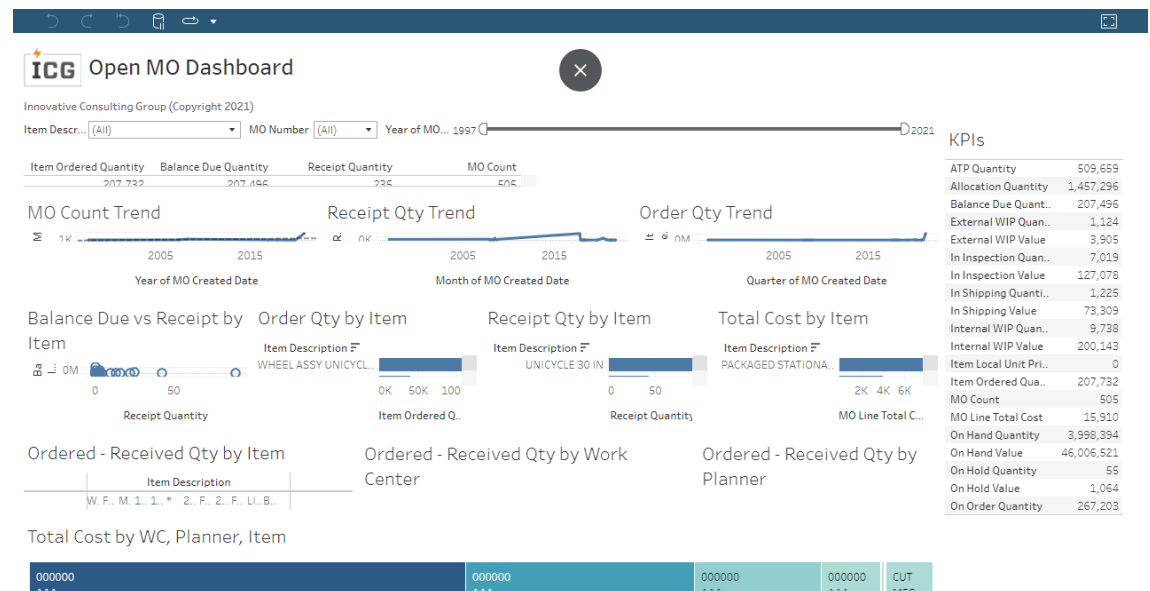 ICG Open MO Dashboard
Innovative Consulting Group (Copyright 2021)
Item Descr... (All) MO Number (All) Year of MO... 1997 2021
Item Ordered Quantity Balance Due Quantity Receipt Quantity MO Count
207,732 207,496 235 505
MO Count Trend
M 1K
2005 2015
Year of MO Created Date
Receipt Qty Trend
R.. 0K
2005 2015
Month of MO Created Date
Order Qty Trend
It e.. 0M
2005 2015
Quarter of MO Created Date
Balance Due vs Receipt by
Item
Ba Li 0M
0 50
Receipt Quantity
Order Qty by Item
Item Description
WHEEL ASSY UNICYCL..
0K 50K 100
Item Ordered Q..
Receipt Qty by Item
Item Description
UNICYCLE 30 IN
0 50
Receipt Quantity
Total Cost by Item
Item Description
PACKAGED STATIONA..
2K 4K 6K
MO Line Total C...
Ordered - Received Qty by Item
Item Description
W. F.. M. 1.. 1.. * 2.. F.. 2.. F.. LI.. B..
Ordered - Received Qty by Work
Center
Ordered - Received Qty by
Planner
Total Cost by WC, Planner, Item
000000 000000 000000 000000 CUT
KPIs
ATP Quantity 509,659
Allocation Quantity 1,457,296
Balance Due Quant.. 207,496
External WIP Quan.. 1,124
External WIP Value 3,905
In Inspection Quan.. 7,019
In Inspection Value 127,078
In Shipping Quanti.. 1,225
In Shipping Value 73,309
Internal WIP Quan.. 9,738
Internal WIP Value 200,143
Item Local Unit Pri.. 0
Item Ordered Qua.. 207,732
MO Count 505
MO Line Total Cost 15,910
On Hand Quantity 3,998,394
On Hand Value 46,006,521
On Hold Quantity 55
On Hold Value 1,064
On Order Quantity 267,203